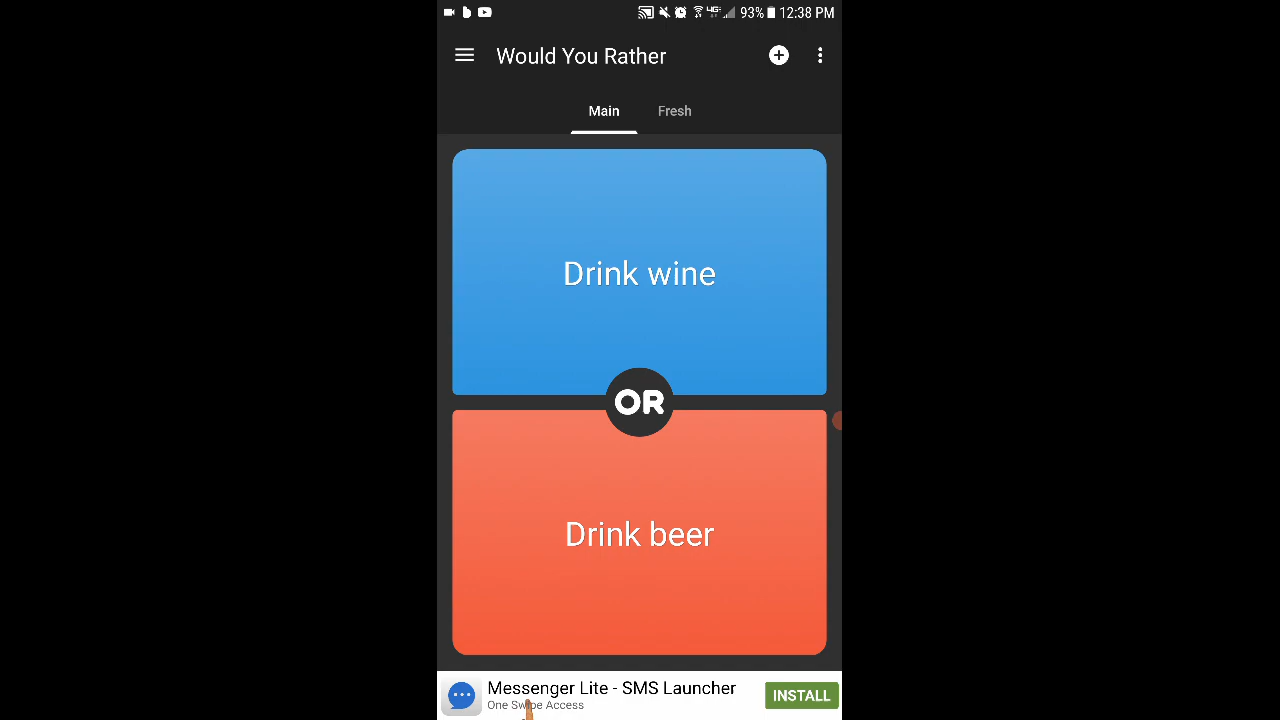 4G 93% 12:38 PM
Would You Rather
Main Fresh
Drink wine
OR
Drink beer
Messenger Lite - SMS Launcher
One Swipe Access
INSTALL